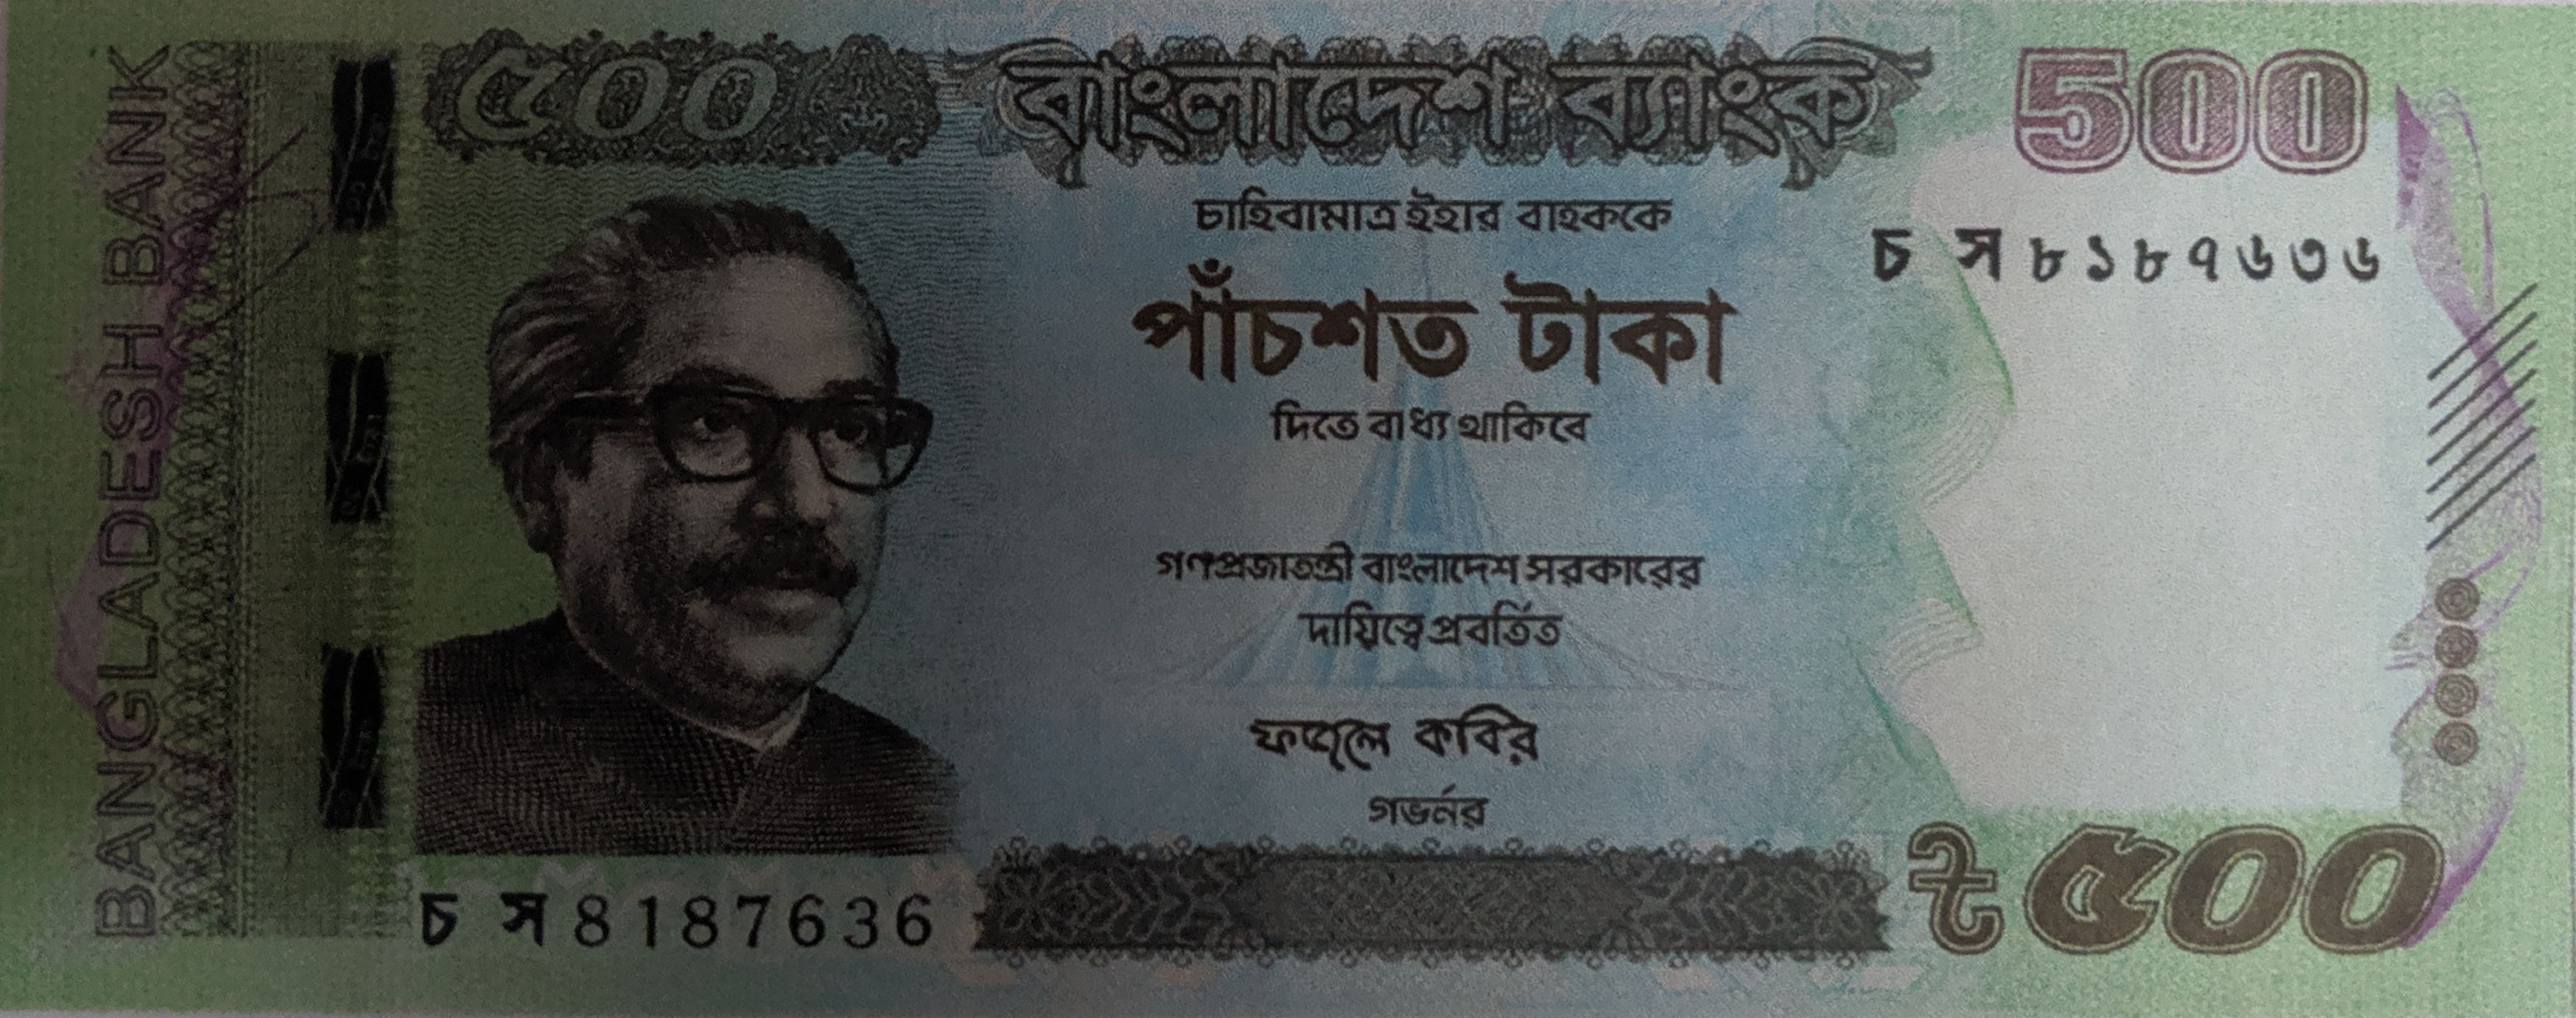 BANGLADESH BANK
৫০০
বাংলাদেশ ব্যাংক
500
চাহিবামাত্র ইহার বাহককে
চ স ৮১৮৭৬৩৬
পাঁচশত টাকা
দিতে বাধ্য থাকিবে
গণপ্রজাতন্ত্রী বাংলাদেশ সরকারের
দায়িত্বে প্রবর্তিত
ফজলে কবির
গভর্নর
চ স 8187636
৳ ৫০০